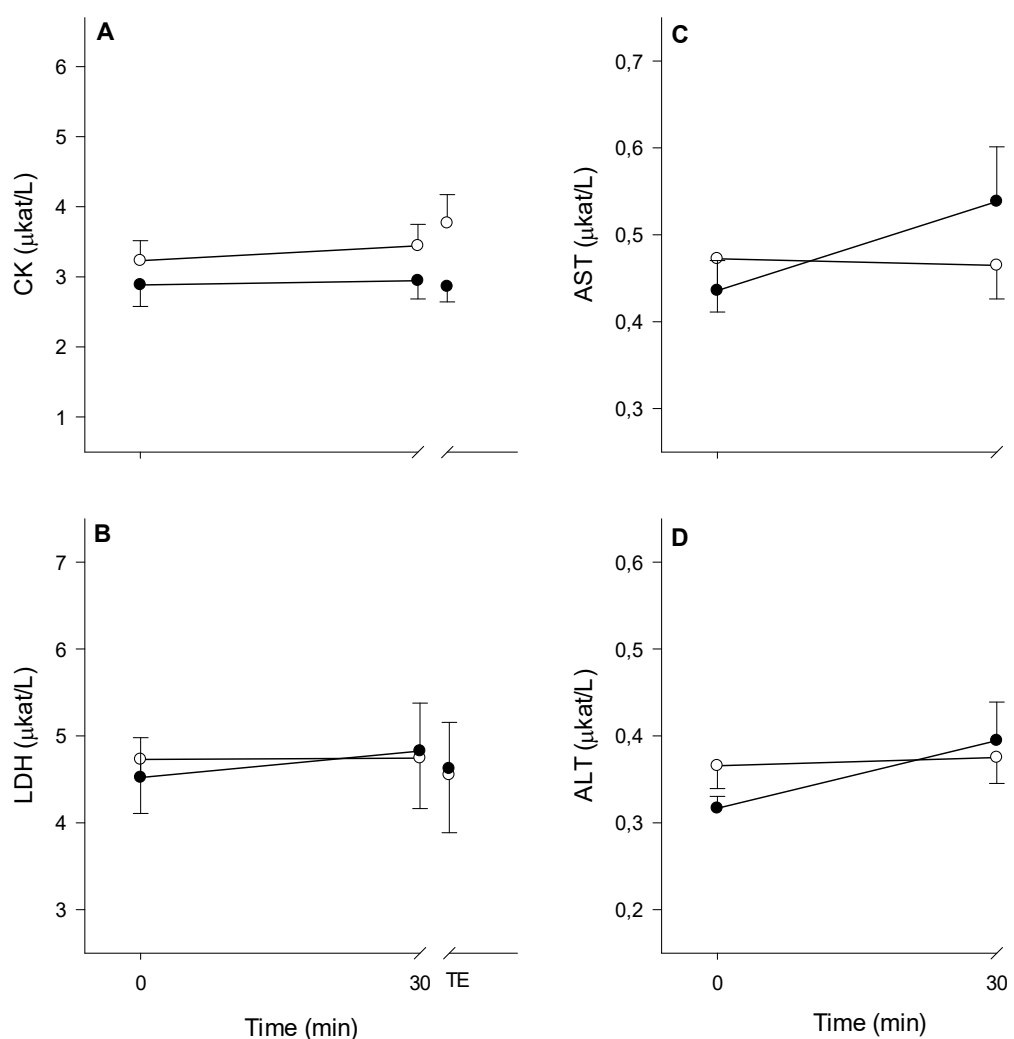 A
6
5
4
3
2
1
CK (μkat/L)
C
0,7
0,6
0,5
0,4
0,3
AST (μkat/L)
B
7
6
5
4
3
LDH (μkat/L)
0
30
TE
Time (min)
D
0,6
0,5
0,4
0,3
0,2
ALT (μkat/L)
0
30
Time (min)